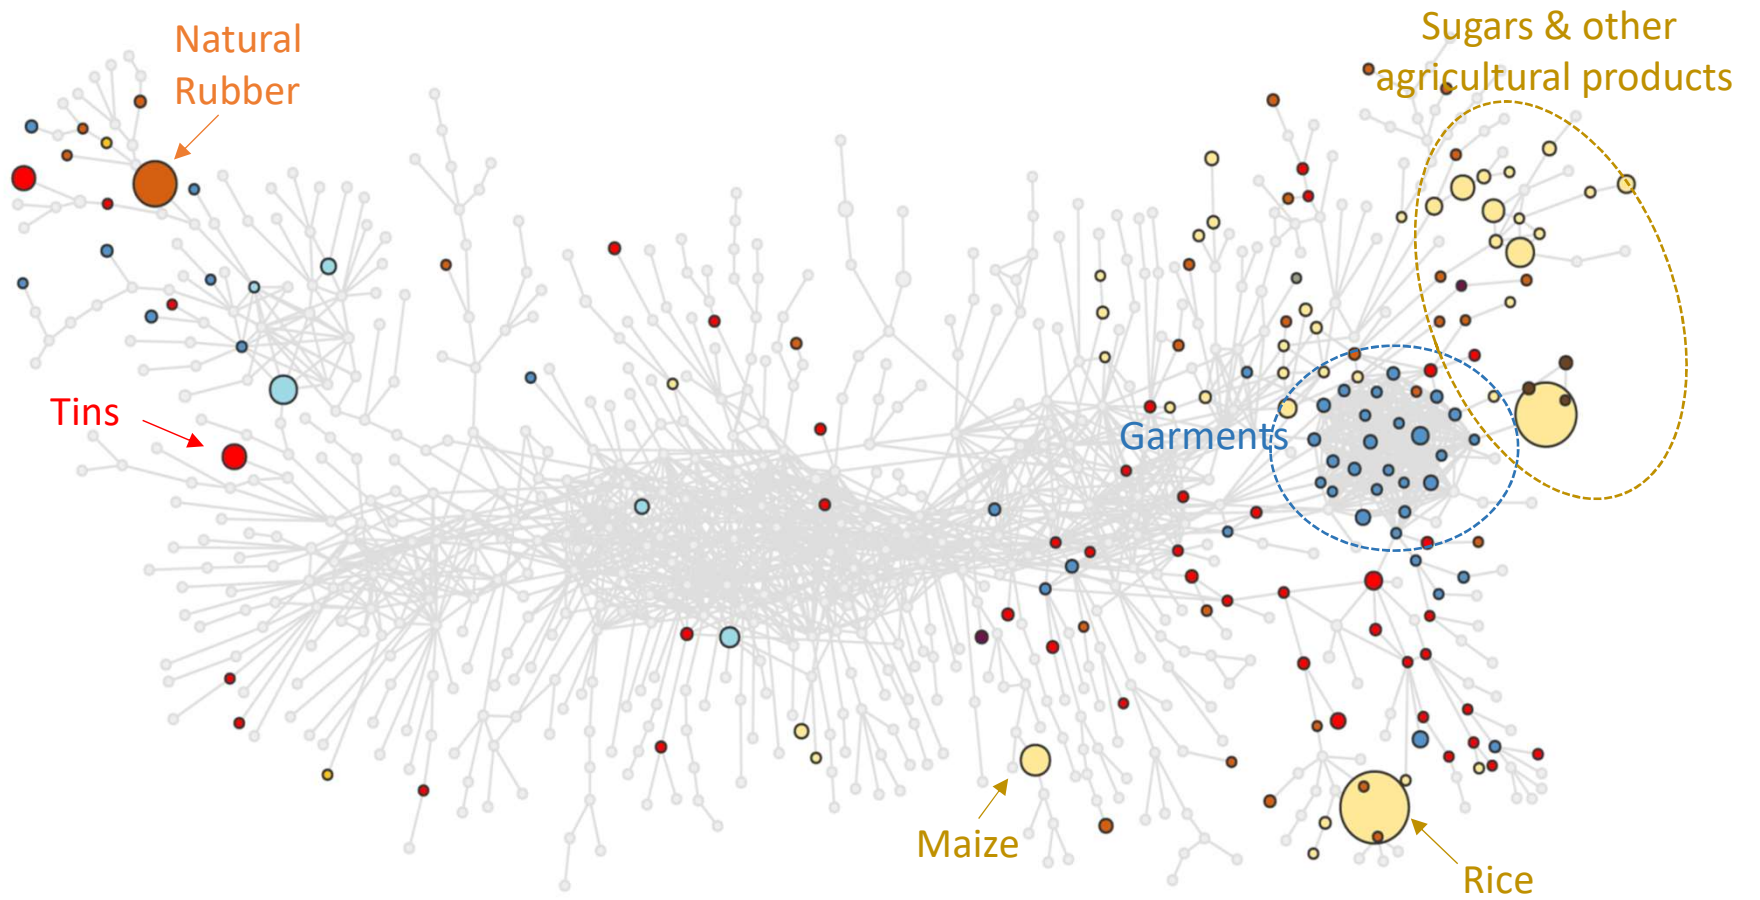 Natural
Rubber
Sugars & other
agricultural products
Tins
Garments
Maize
Rice